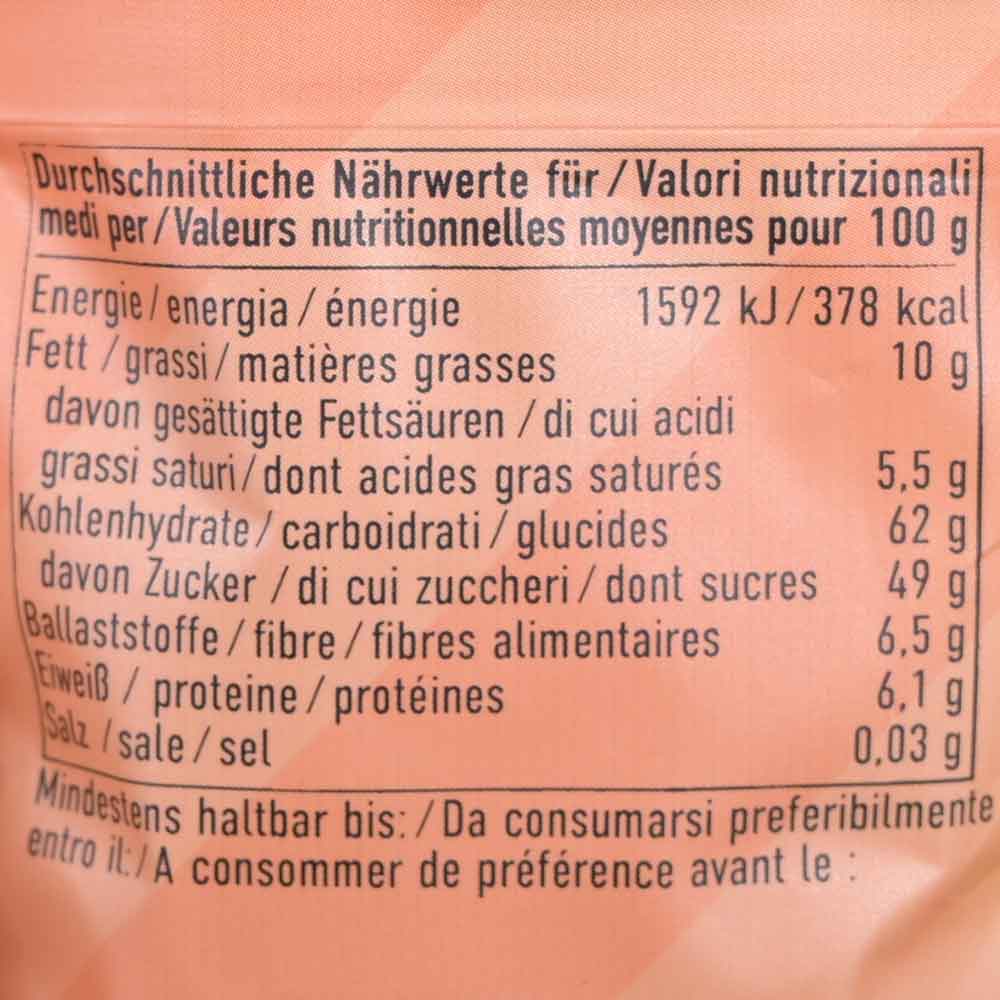 Durchschnittliche Nährwerte für / Valori nutrizionali
medi per / Valeurs nutritionnelles moyennes pour 100 g
Energie / energia / énergie 1592 kJ / 378 kcal
Fett / grassi / matières grasses 10 g
davon gesättigte Fettsäuren / di cui acidi
grassi saturi / dont acides gras saturés 5,5 g
Kohlenhydrate / carboidrati / glucides 62 g
davon Zucker / di cui zuccheri / dont sucres 49 g
Ballaststoffe / fibre / fibres alimentaires 6,5 g
Eiweiß / proteine / protéines 6,1 g
Salz / sale / sel 0,03 g
Mindestens haltbar bis: / Da consumarsi preferibilmente
entro il: / A consommer de préférence avant le :